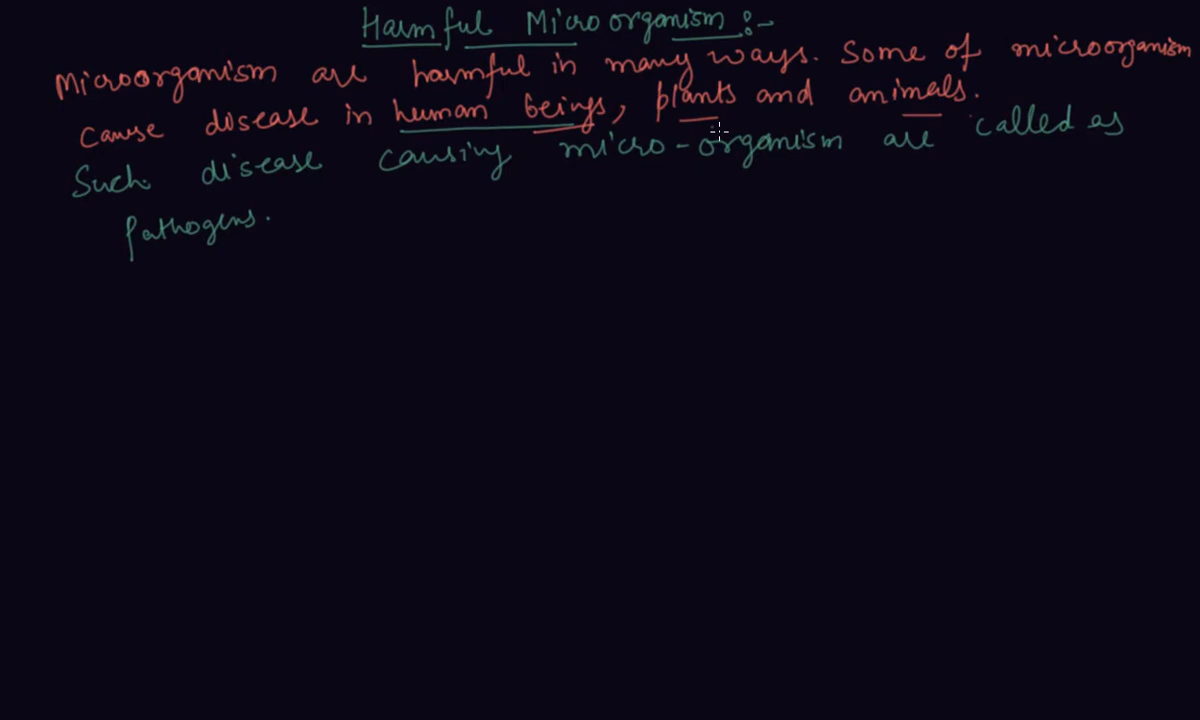 Harmful Microorganism :-
Microorganism are harmful in many ways. Some of microorganism
cause disease in human beings, plants and animals.
Such disease causing micro-organism are called as
pathogens.